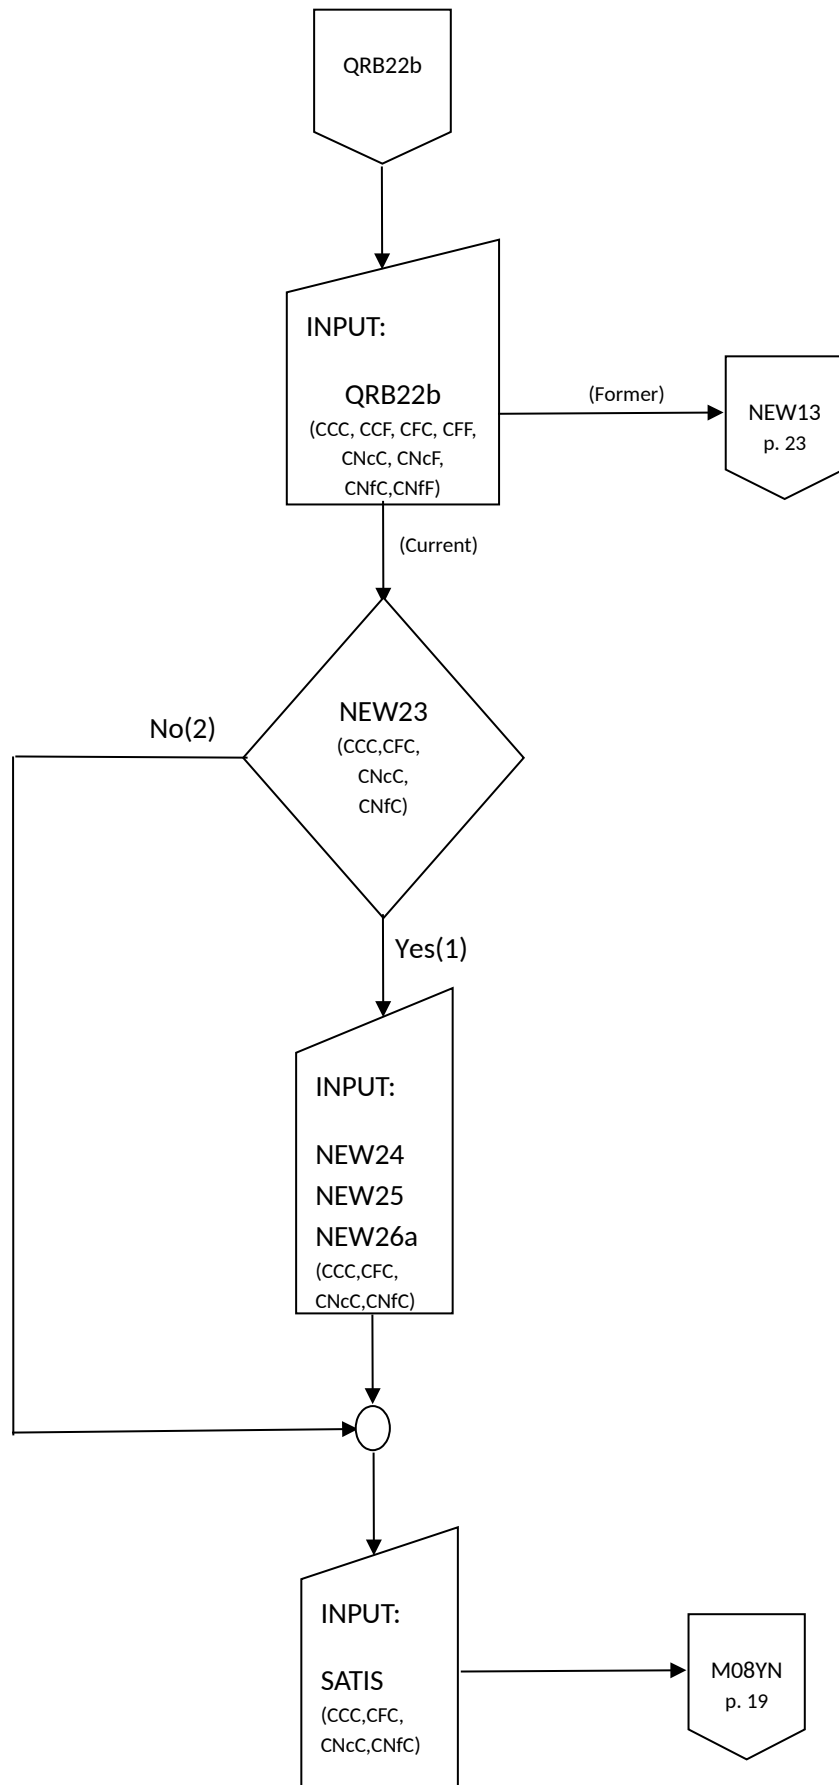 QRB22b
INPUT:
QRB22b
(CCC, CCF, CFC, CFF,
CNcC, CNcF,
CNfC,CNfF)
(Former)
NEW13
p. 23
(Current)
NEW23
(CCC,CFC,
CNcC,
CNfC)
No(2)
Yes(1)
INPUT:
NEW24
NEW25
NEW26a
(CCC,CFC,
CNcC,CNfC)
INPUT:
SATIS
(CCC,CFC,
CNcC,CNfC)
M08YN
p. 19